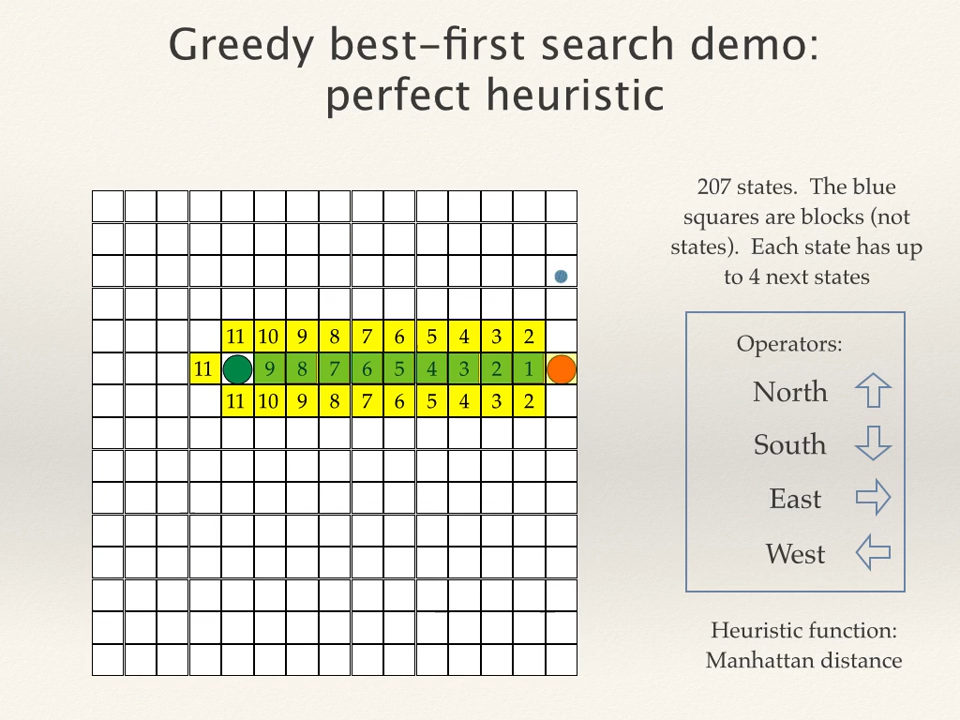 Greedy best-first search demo:
perfect heuristic
207 states. The blue
squares are blocks (not
states). Each state has up
to 4 next states
11 10 9 8 7 6 5 4 3 2
11 9 8 7 6 5 4 3 2 1
11 10 9 8 7 6 5 4 3 2
Operators:
North
South
East
West
Heuristic function:
Manhattan distance